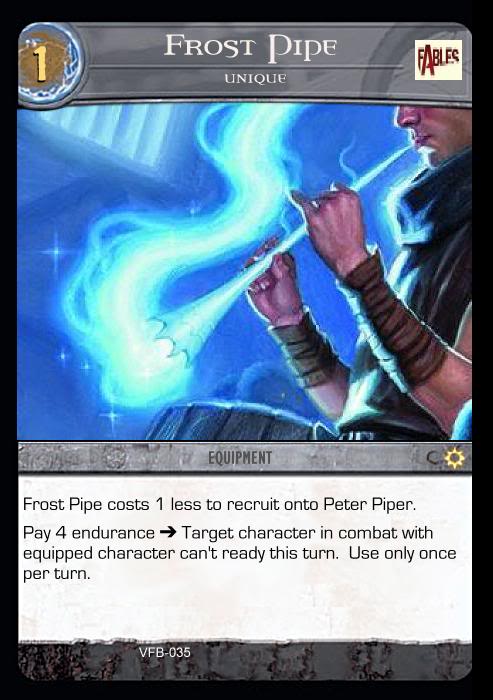 1
Frost Pipe
FABLES
UNIQUE
EQUIPMENT
C
Frost Pipe costs 1 less to recruit onto Peter Piper.
Pay 4 endurance ➔ Target character in combat with
equipped character can't ready this turn. Use only once
per turn.
VFB-035